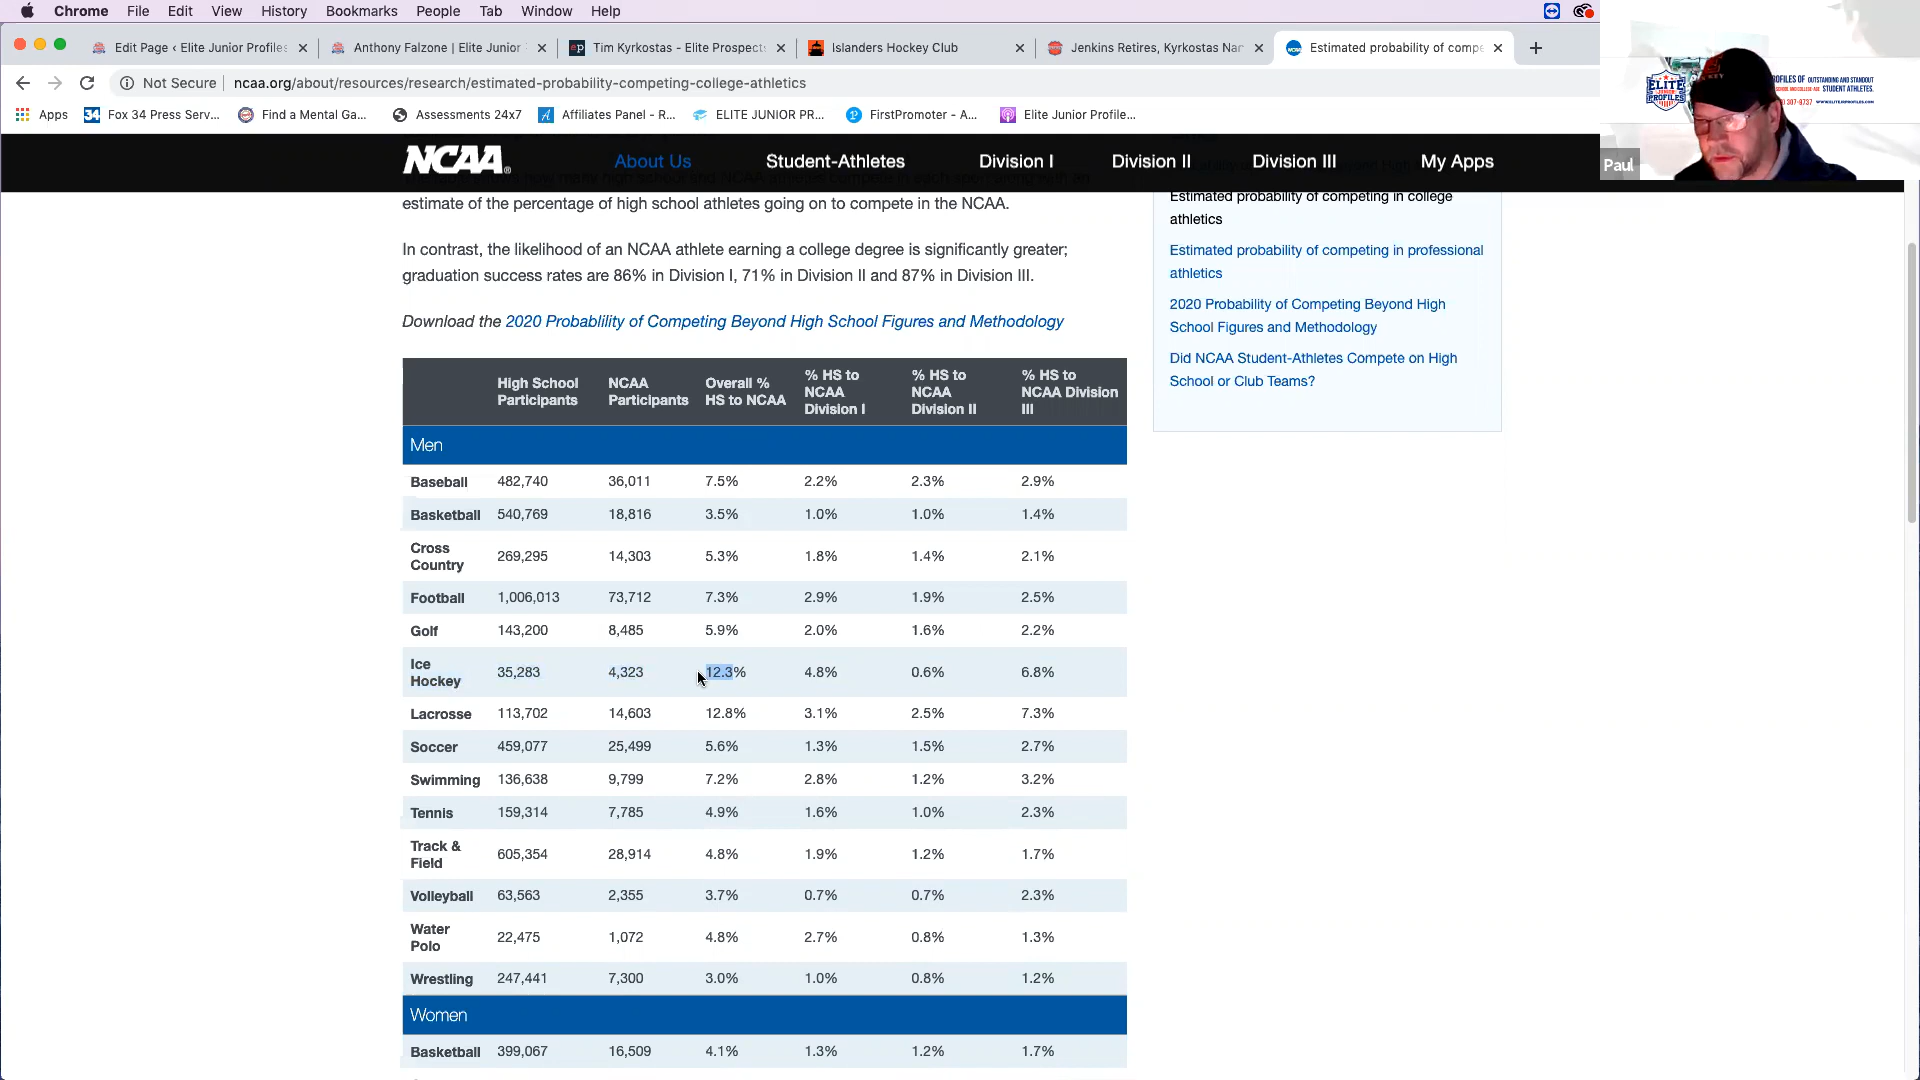 Chrome File Edit View History Bookmarks People Tab Window Help
Edit Page ‹ Elite Junior Profiles
Anthony Falzone | Elite Junior
Tim Kyrkostas - Elite Prospects
Islanders Hockey Club
Jenkins Retires, Kyrkostas Nar
Estimated probability of compe
Not Secure ncaa.org/about/resources/research/estimated-probability-competing-college-athletics
Apps Fox 34 Press Serv... Find a Mental Ga... Assessments 24x7 Affiliates Panel - R... ELITE JUNIOR PR... FirstPromoter - A... Elite Junior Profile...
ELITE
JUNIOR
PROFILES
PROFILES OF OUTSTANDING AND STANDOUT
STUDENT ATHLETES.
Paul
NCAA About Us Student-Athletes Division I Division II Division III My Apps
estimate of the percentage of high school athletes going on to compete in the NCAA.
In contrast, the likelihood of an NCAA athlete earning a college degree is significantly greater;
graduation success rates are 86% in Division I, 71% in Division II and 87% in Division III.
Download the 2020 Probablility of Competing Beyond High School Figures and Methodology
Estimated probability of competing in college
athletics
Estimated probability of competing in professional
athletics
2020 Probability of Competing Beyond High
School Figures and Methodology
Did NCAA Student-Athletes Compete on High
School or Club Teams?
High School Participants NCAA Participants Overall % HS to NCAA % HS to NCAA Division I % HS to NCAA Division II % HS to NCAA Division III
Men
Baseball 482,740 36,011 7.5% 2.2% 2.3% 2.9%
Basketball 540,769 18,816 3.5% 1.0% 1.0% 1.4%
Cross Country 269,295 14,303 5.3% 1.8% 1.4% 2.1%
Football 1,006,013 73,712 7.3% 2.9% 1.9% 2.5%
Golf 143,200 8,485 5.9% 2.0% 1.6% 2.2%
Ice Hockey 35,283 4,323 12.3% 4.8% 0.6% 6.8%
Lacrosse 113,702 14,603 12.8% 3.1% 2.5% 7.3%
Soccer 459,077 25,499 5.6% 1.3% 1.5% 2.7%
Swimming 136,638 9,799 7.2% 2.8% 1.2% 3.2%
Tennis 159,314 7,785 4.9% 1.6% 1.0% 2.3%
Track & Field 605,354 28,914 4.8% 1.9% 1.2% 1.7%
Volleyball 63,563 2,355 3.7% 0.7% 0.7% 2.3%
Water Polo 22,475 1,072 4.8% 2.7% 0.8% 1.3%
Wrestling 247,441 7,300 3.0% 1.0% 0.8% 1.2%
Women
Basketball 399,067 16,509 4.1% 1.3% 1.2% 1.7%